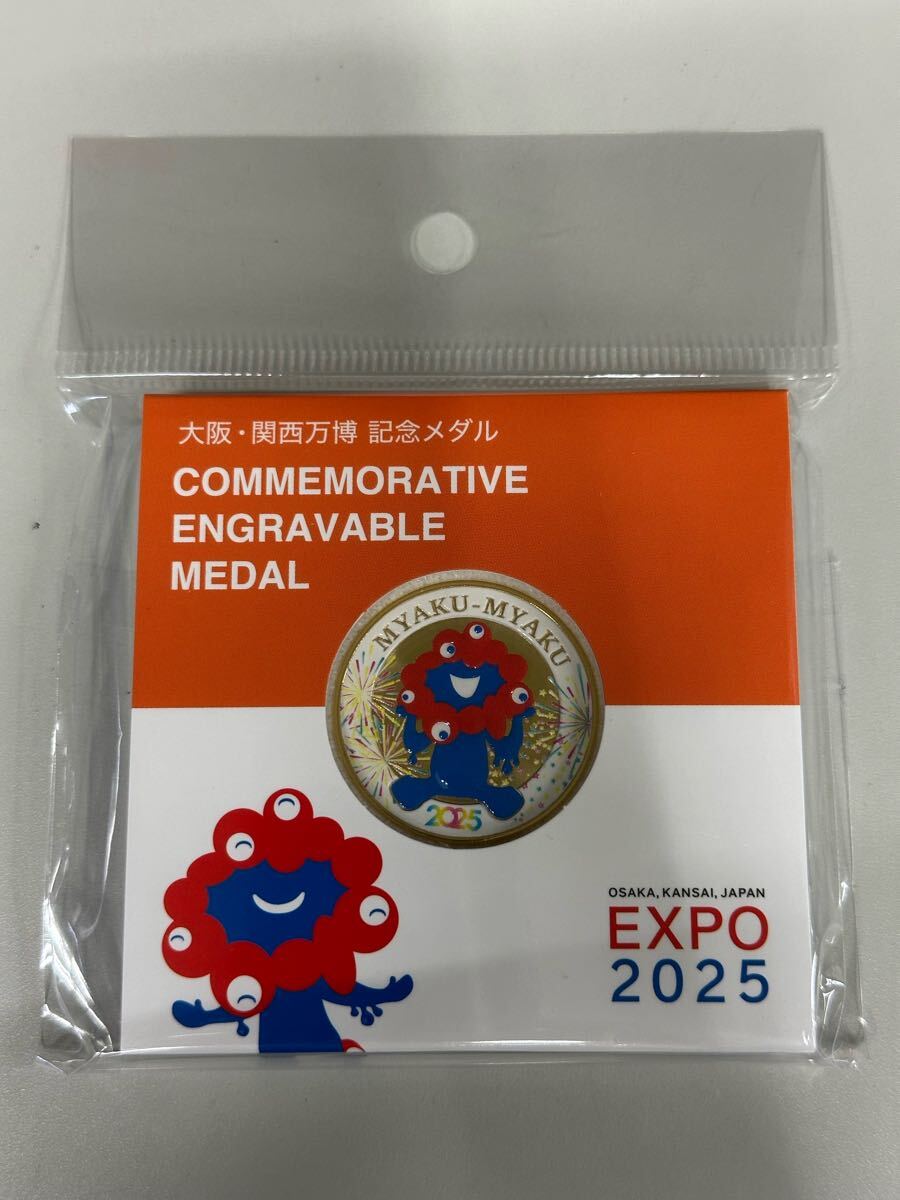 大阪・関西万博 記念メダル
COMMEMORATIVE
ENGRAVABLE
MEDAL
MYAKU-MYAKU
2025
OSAKA, KANSAI, JAPAN
EXPO
2025